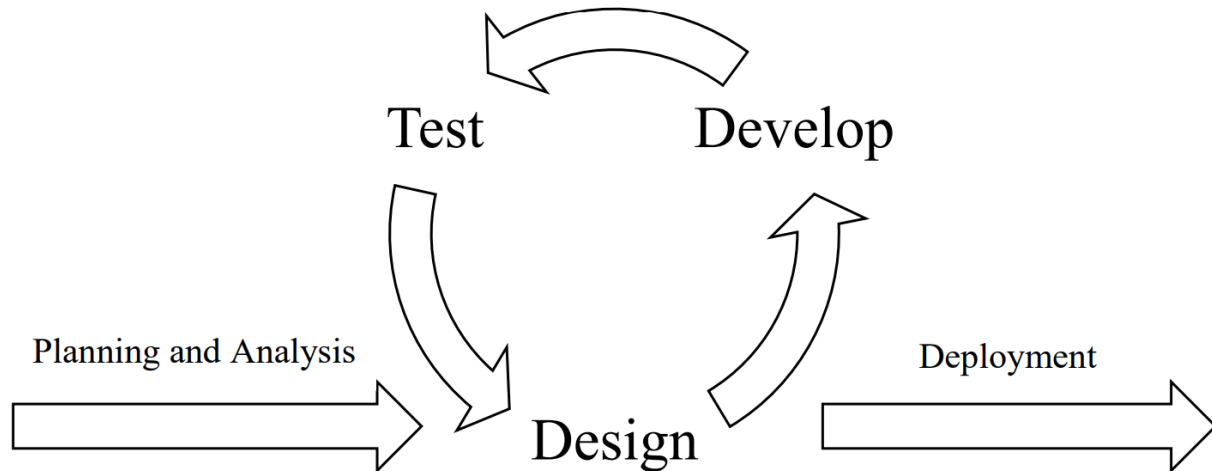 Test
Develop
Planning and Analysis
Deployment
Design